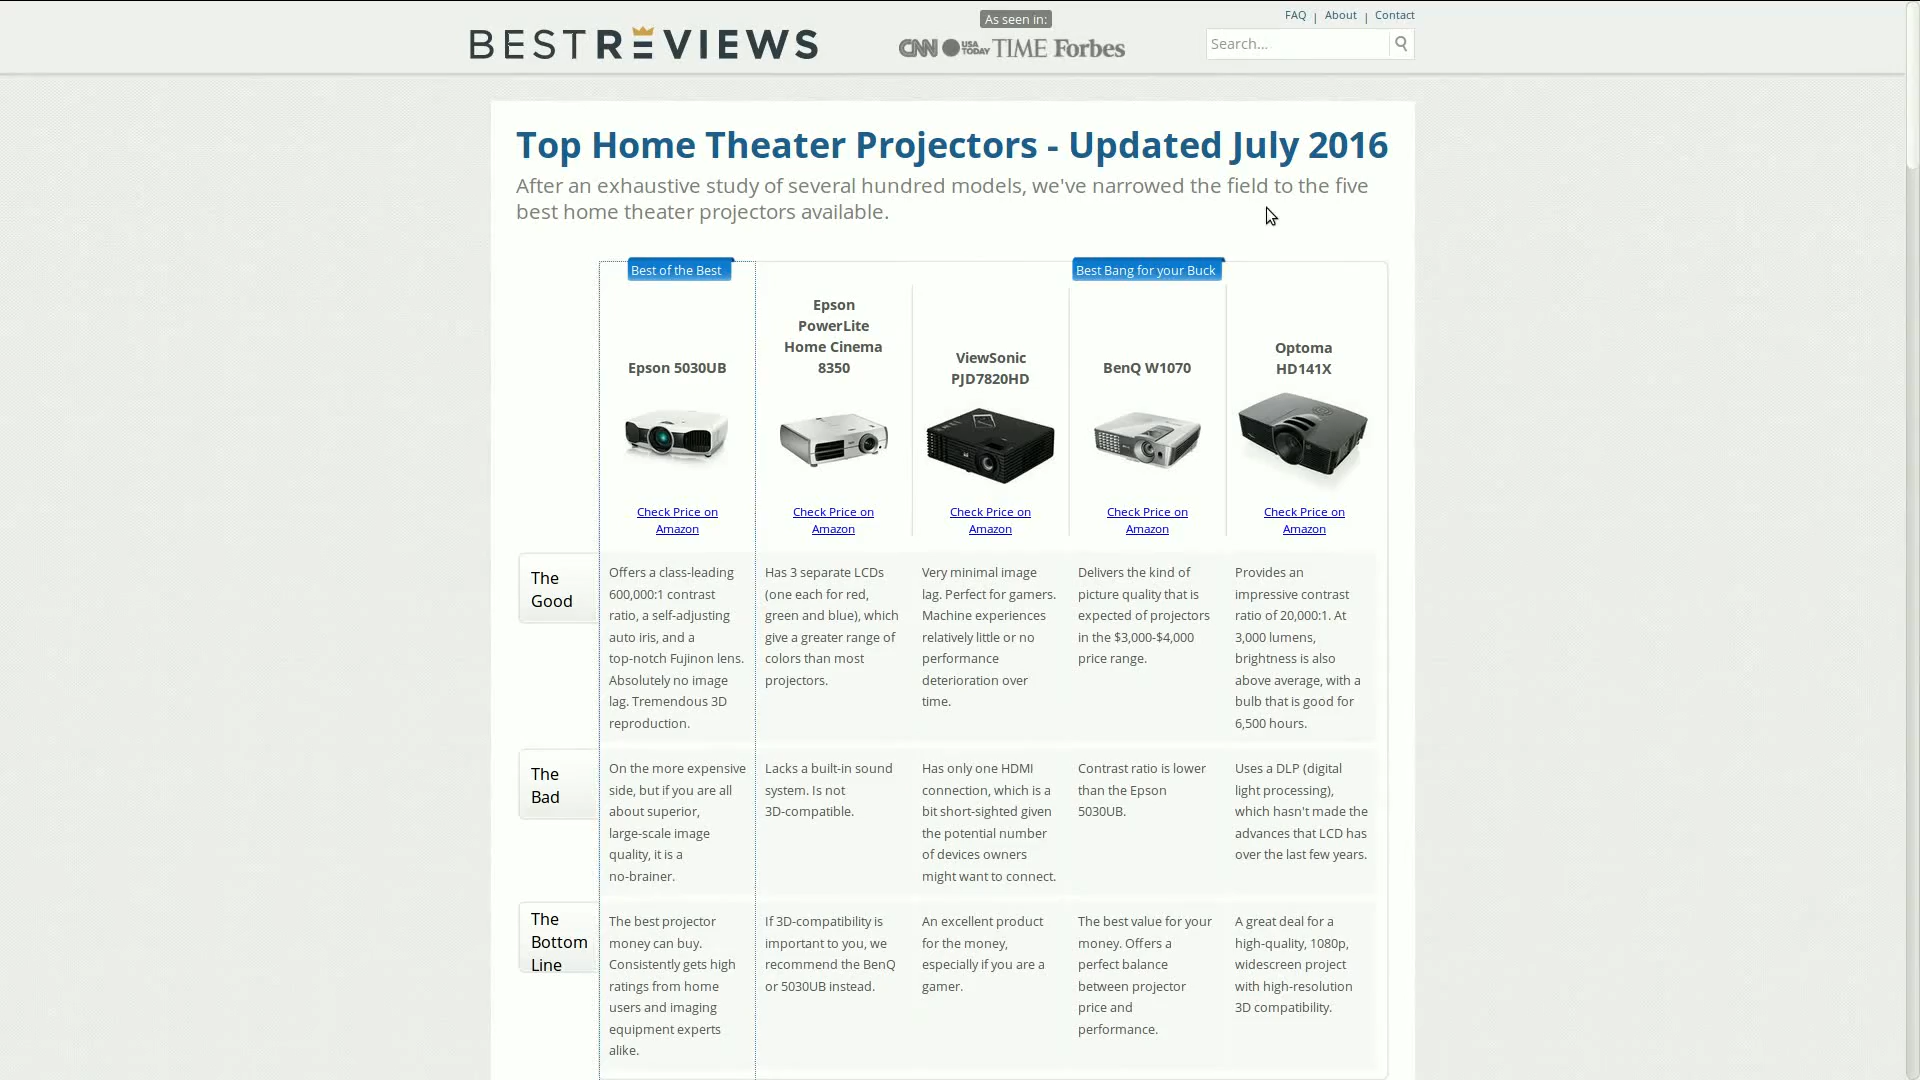 As seen in:
FAQ | About | Contact
BESTREVIEWS
CNN USA TODAY TIME Forbes
Search...
Top Home Theater Projectors - Updated July 2016
After an exhaustive study of several hundred models, we've narrowed the field to the five
best home theater projectors available.
Best of the Best
Best Bang for your Buck
Epson 5030UB
Epson
PowerLite
Home Cinema
8350
ViewSonic
PJD7820HD
BenQ W1070
Optoma
HD141X
Check Price on
Amazon
Check Price on
Amazon
Check Price on
Amazon
Check Price on
Amazon
Check Price on
Amazon
The
Good
Offers a class-leading
600,000:1 contrast
ratio, a self-adjusting
auto iris, and a
top-notch Fujinon lens.
Absolutely no image
lag. Tremendous 3D
reproduction.
Has 3 separate LCDs
(one each for red,
green and blue), which
give a greater range of
colors than most
projectors.
Very minimal image
lag. Perfect for gamers.
Machine experiences
relatively little or no
performance
deterioration over
time.
Delivers the kind of
picture quality that is
expected of projectors
in the $3,000-$4,000
price range.
Provides an
impressive contrast
ratio of 20,000:1. At
3,000 lumens,
brightness is also
above average, with a
bulb that is good for
6,500 hours.
The
Bad
On the more expensive
side, but if you are all
about superior,
large-scale image
quality, it is a
no-brainer.
Lacks a built-in sound
system. Is not
3D-compatible.
Has only one HDMI
connection, which is a
bit short-sighted given
the potential number
of devices owners
might want to connect.
Contrast ratio is lower
than the Epson
5030UB.
Uses a DLP (digital
light processing),
which hasn't made the
advances that LCD has
over the last few years.
The
Bottom
Line
The best projector
money can buy.
Consistently gets high
ratings from home
users and imaging
equipment experts
alike.
If 3D-compatibility is
important to you, we
recommend the BenQ
or 5030UB instead.
An excellent product
for the money,
especially if you are a
gamer.
The best value for your
money. Offers a
perfect balance
between projector
price and
performance.
A great deal for a
high-quality, 1080p,
widescreen project
with high-resolution
3D compatibility.